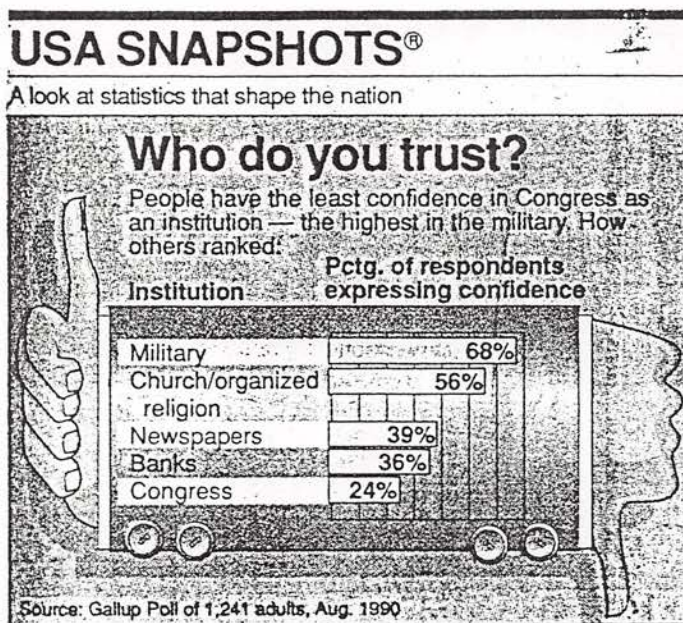 USA SNAPSHOTS®
A look at statistics that shape the nation
Who do you trust?
People have the least confidence in Congress as
an institution — the highest in the military. How
others ranked:
Institution
Pctg. of respondents
expressing confidence
Military 68%
Church/organized 56%
religion
Newspapers 39%
Banks 36%
Congress 24%
Source: Gallup Poll of 1,241 adults, Aug. 1990